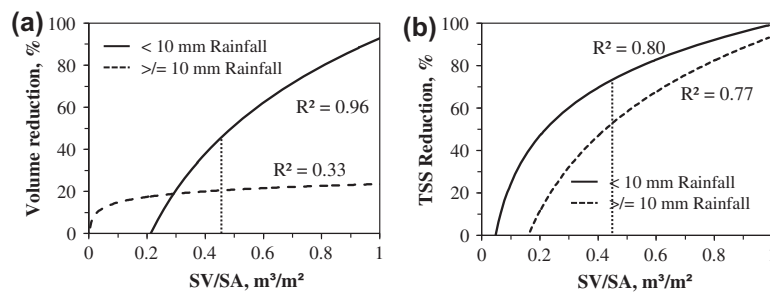 (a)
Volume reduction, %
100
80
60
40
20
0
< 10 mm Rainfall
>/= 10 mm Rainfall
R² = 0.96
R² = 0.33
0 0.2 0.4 0.6 0.8 1
SV/SA, m³/m²
(b)
TSS Reduction, %
100
80
60
40
20
0
R² = 0.80
R² = 0.77
< 10 mm Rainfall
>/= 10 mm Rainfall
0 0.2 0.4 0.6 0.8
SV/SA, m³/m²